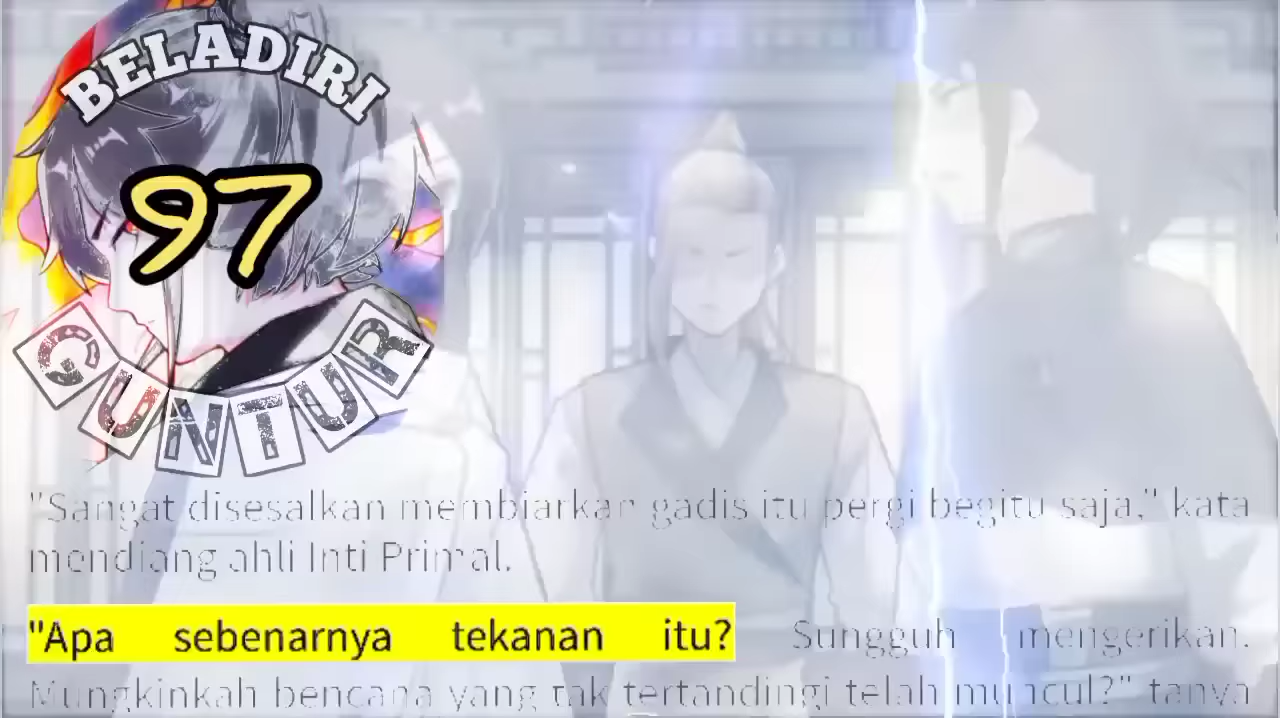 BELADIRI
97
GUNTUR
"Sangat disesalkan membiarkan gadis itu pergi begitu saja," kata
mendiang ahli Inti Primal.
"Apa sebenarnya tekanan itu? Sungguh mengerikan.
Mungkinkah bencana yang tak tertandingi telah muncul?" tanya